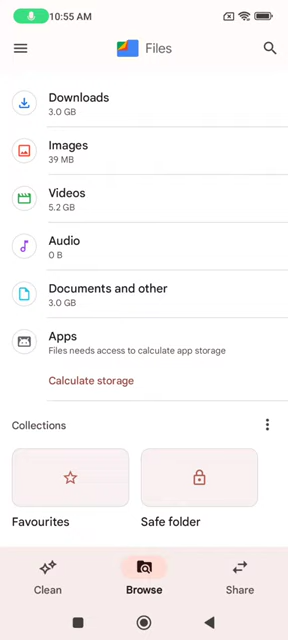 10:55 AM
Files
Downloads
3.0 GB
Images
39 MB
Videos
5.2 GB
Audio
0 B
Documents and other
3.0 GB
Apps
Files needs access to calculate app storage
Calculate storage
Collections
Favourites
Safe folder
Clean
Browse
Share